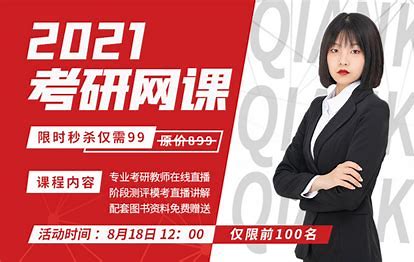 2021
考研网课
限时秒杀仅需99 原价899
课程内容
专业考研教师在线直播
阶段测评模考直播讲解
配套图书资料免费赠送
活动时间：8月18日 12：00 仅限前100名
QIANK
QIANK